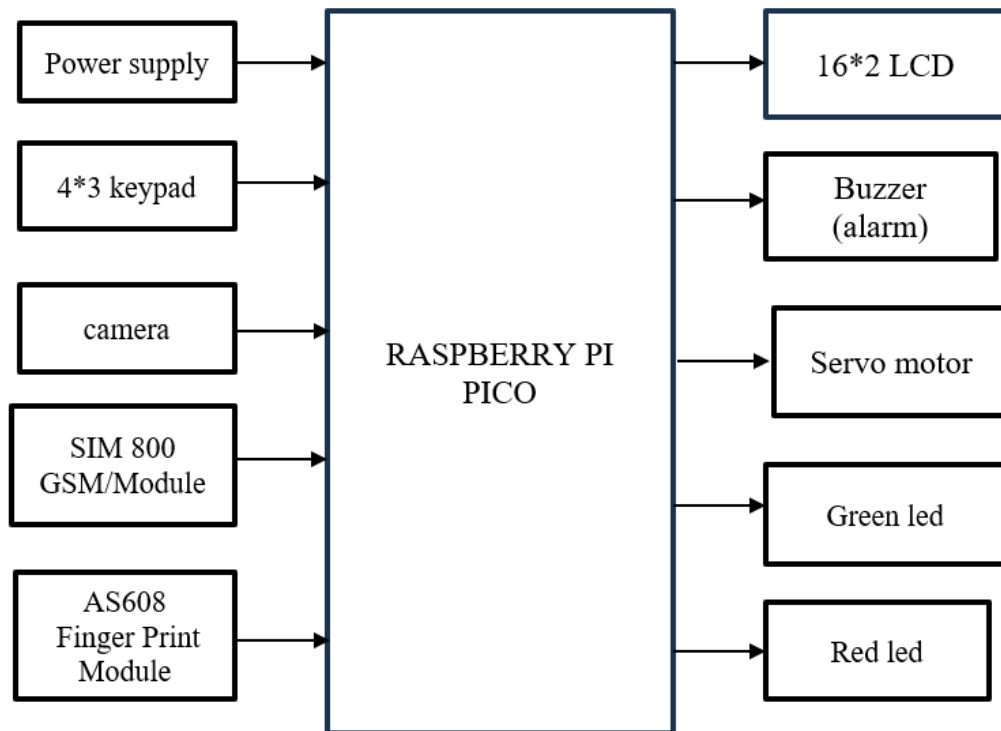 Power supply
4*3 keypad
camera
SIM 800
GSM/Module
AS608
Finger Print
Module
RASPBERRY PI
PICO
16*2 LCD
Buzzer
(alarm)
Servo motor
Green led
Red led